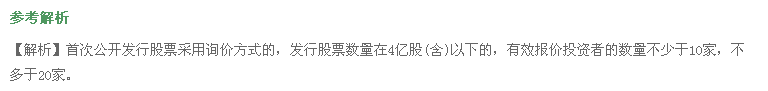 参考解析
【解析】首次公开发行股票采用询价方式的，发行股票数量在4亿股(含)以下的，有效报价投资者的数量不少于10家，不
多于20家。